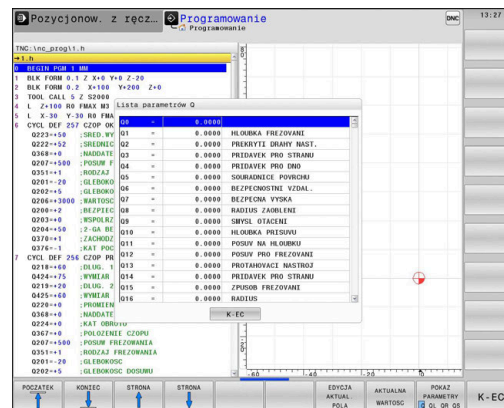 Pozycjonow. z ręcz…
Programowanie
Programowanie
DNC
13:27
TNC:\nc_prog\1.h
→1.h
0 BEGIN PGM 1 MM
1 BLK FORM 0.1 Z X+0 Y+0 Z-20
2 BLK FORM 0.2 X+100 Y+200 Z+0
3 TOOL CALL 5 Z S2000
4 L Z+100 R0 FMAX M3
5 L X-30 Y-30 R0 FM
6 CYCL DEF 257 CZOP OK
Q223=+50 ;SRED.WY
Q222=+52 ;SREDNIC
Q368=+0 ;NADDATE
Q207=+500 ;POSUW F
Q351=+1 ;RODZAJ
Q201=-20 ;GLEBOKO
Q202=+5 ;GLEBOKO
Q206=+3000 ;WARTOSC
Q200=+2 ;BEZPIEC
Q203=+0 ;WSPOLRZ
Q204=+50 ;2-GA BE
Q370=+1 ;ZACHODZ
Q376=-1 ;KAT POC
7 CYCL DEF 256 CZOP PR
Q218=+60 ;DLUG. 1
Q424=+75 ;WYMIAR
Q219=+20 ;DLUG. 2
Q425=+60 ;WYMIAR
Q220=+0 ;PROMIEN
Q368=+0 ;NADDATE
Q224=+0 ;KAT OBROTU
Q367=+0 ;POLOZENIE CZOPU
Q207=+500 ;POSUW FREZOWANIA
Q351=+1 ;RODZAJ FREZOWANIA
Q201=-20 ;GLEBOKOSC
Q202=+5 ;GLEBOKOSC DOSUWU
Lista parametrów Q
Q0 = 0.0000
Q1 = 0.0000 HLOUBKA FREZOVANI
Q2 = 0.0000 PREKRYTI DRAHY NAST.
Q3 = 0.0000 PRIDAVEK PRO STRANU
Q4 = 0.0000 PRIDAVEK PRO DNO
Q5 = 0.0000 SOURADNICE POVRCHU
Q6 = 0.0000 BEZPECNOSTNI VZDAL.
Q7 = 0.0000 BEZPECNA VYSKA
Q8 = 0.0000 RADIUS ZAOBLENI
Q9 = 0.0000 SMYSL OTACENI
Q10 = 0.0000 HLOUBKA PRISUVU
Q11 = 0.0000 POSUV NA HLOUBKU
Q12 = 0.0000 POSUV PRO FREZOVANI
Q13 = 0.0000 PROTAHOVACI NASTROJ
Q14 = 0.0000 PRIDAVEK PRO STRANU
Q15 = 0.0000 ZPUSOB FREZOVANI
Q16 = 0.0000 RADIUS
K-EC
POCZATEK
KONIEC
STRONA
STRONA
EDYCJA AKTUAL. POLA
AKTUALNA WARTOSC
POKAZ PARAMETRY
Q QL QR QS
K-EC